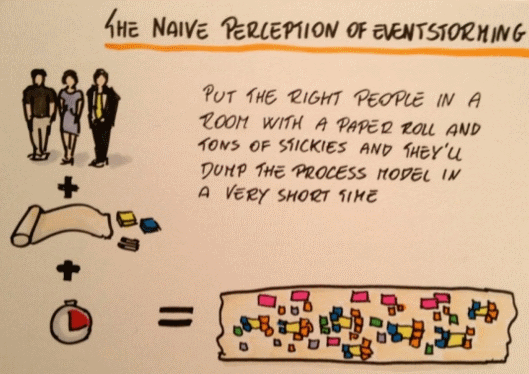 THE NAIVE PERCEPTION OF EVENTSTORMING
PUT THE RIGHT PEOPLE IN A
ROOM WITH A PAPER ROLL AND
TONS OF STICKIES AND THEY'LL
DUMP THE PROCESS MODEL IN
A VERY SHORT TIME
+
+
=